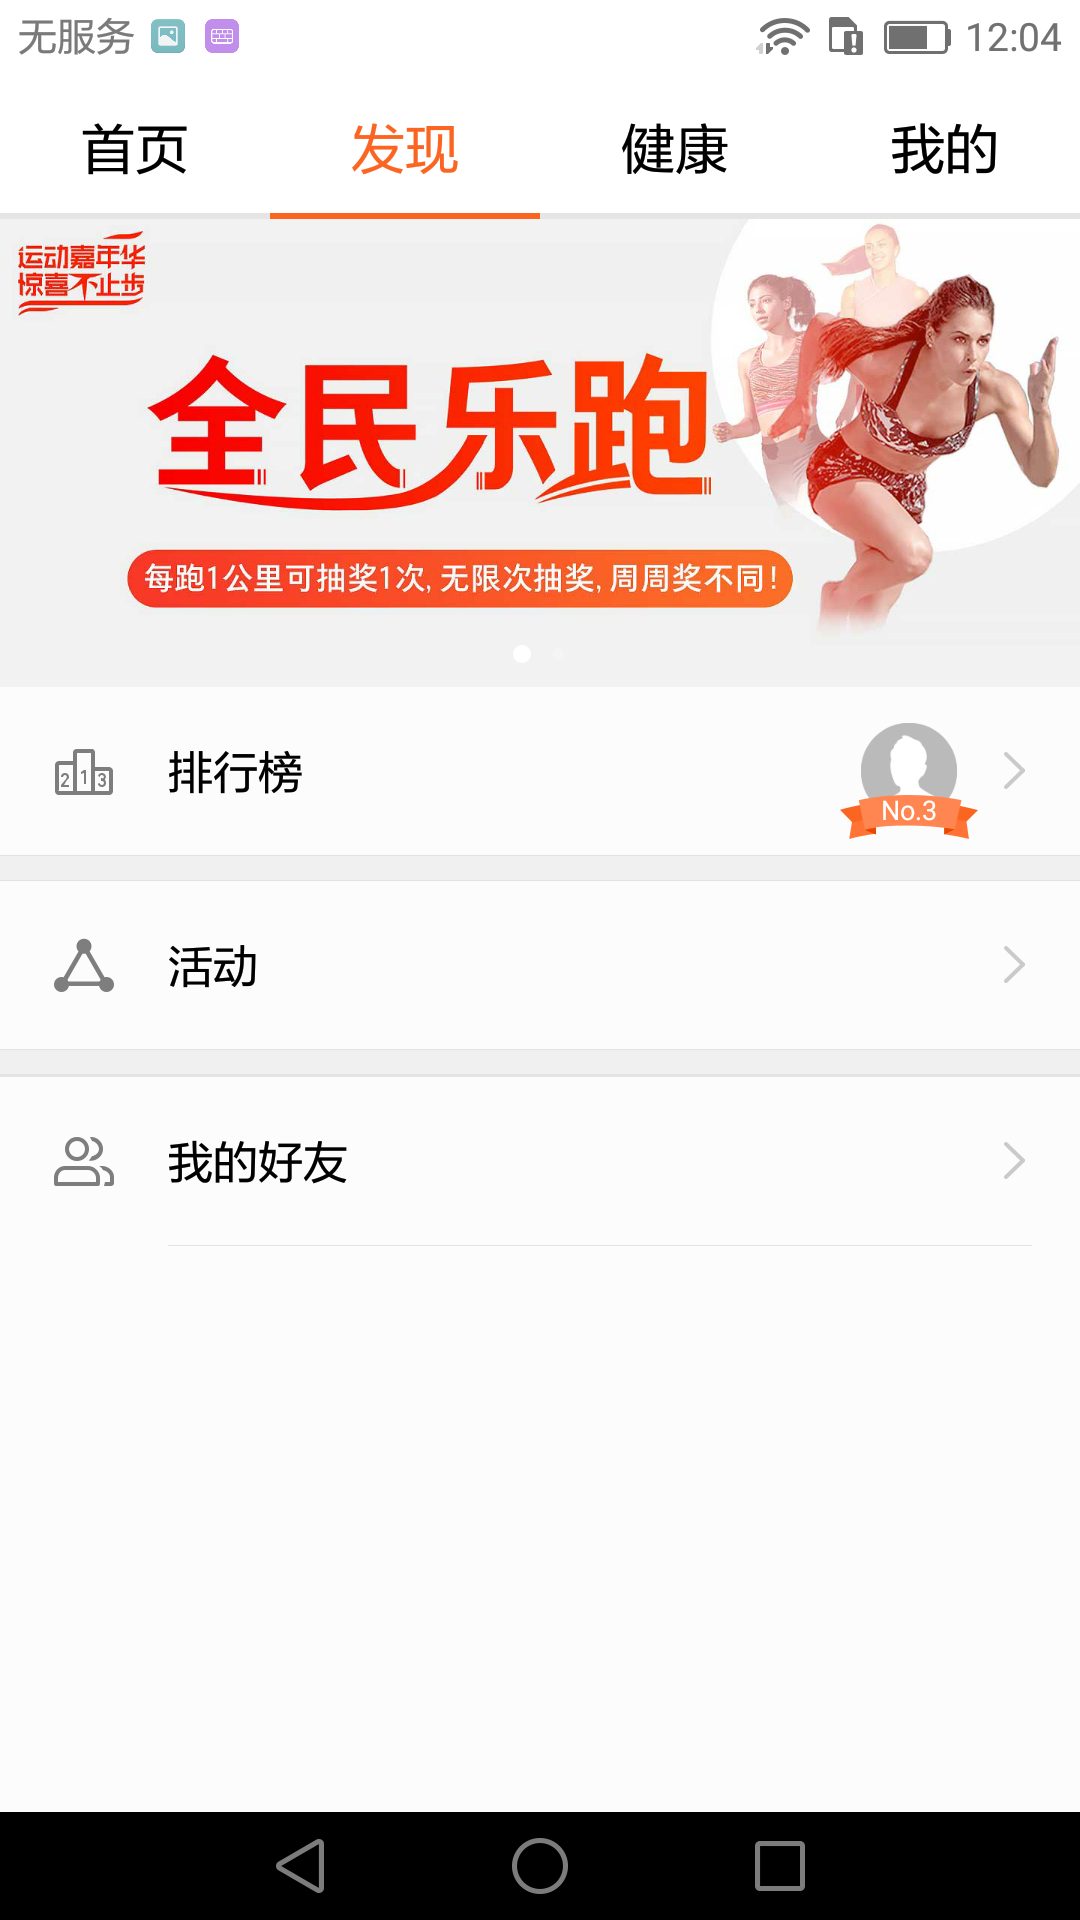 无服务 12:04
首页 发现 健康 我的
运动嘉年华
惊喜不止步
全民乐跑
每跑1公里可抽奖1次,无限次抽奖,周周奖不同!
213 排行榜 No.3
活动
我的好友